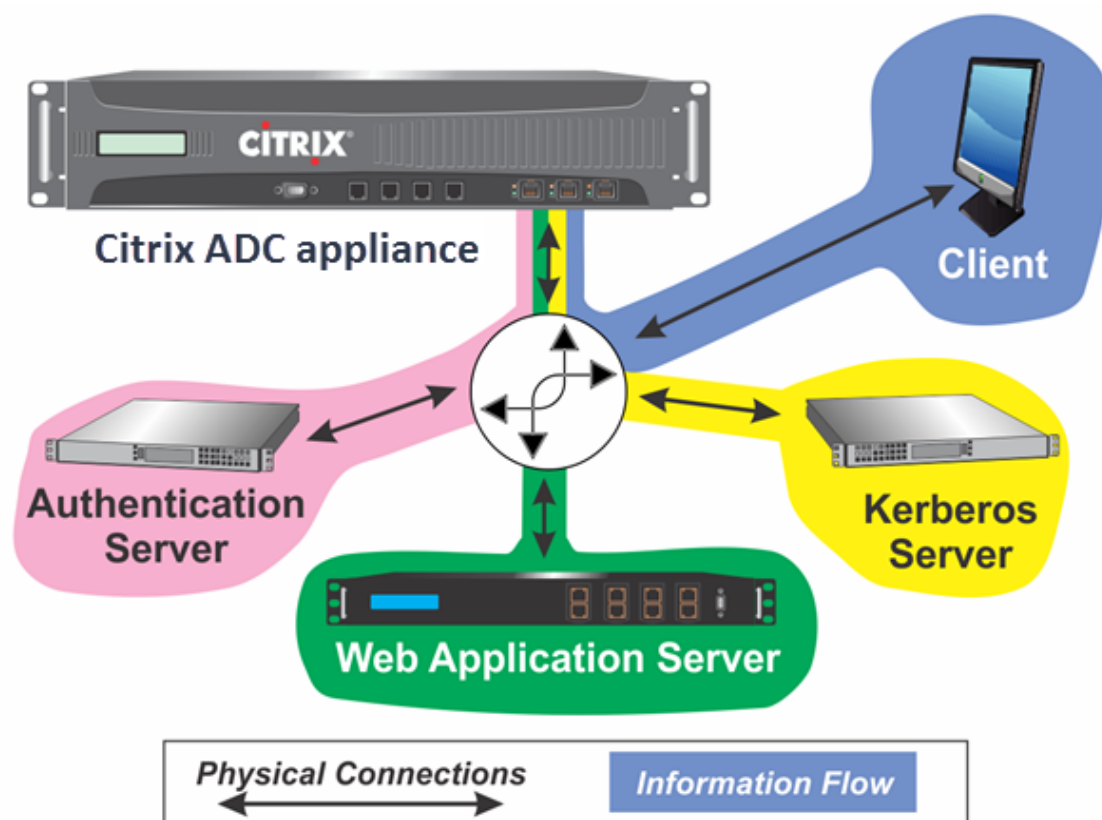 CITRIX®
Citrix ADC appliance
Client
Authentication
Server
Kerberos
Server
Web Application Server
Physical Connections
Information Flow